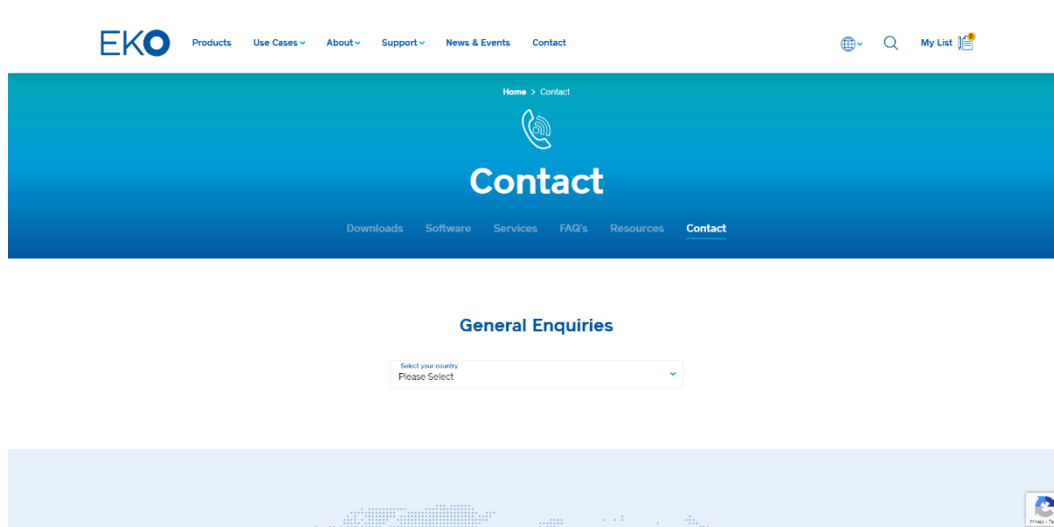 EKO Products Use Cases About Support News & Events Contact My List 0
Home > Contact
Contact
Downloads Software Services FAQ's Resources Contact
General Enquiries
Select your country
Please Select